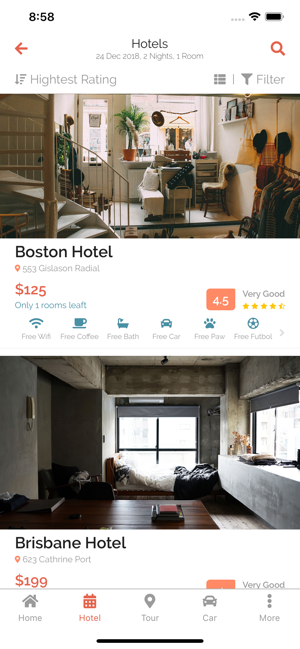 8:58
Hotels
24 Dec 2018, 2 Nights, 1 Room
Hightest Rating
Filter
Boston Hotel
553 Gislason Radial
$125
Only 1 rooms leaft
4.5
Very Good
Free Wifi
Free Coffee
Free Bath
Free Car
Free Paw
Free Futbol
Brisbane Hotel
623 Cathrine Port
$199
Very Good
Home
Hotel
Tour
Car
More